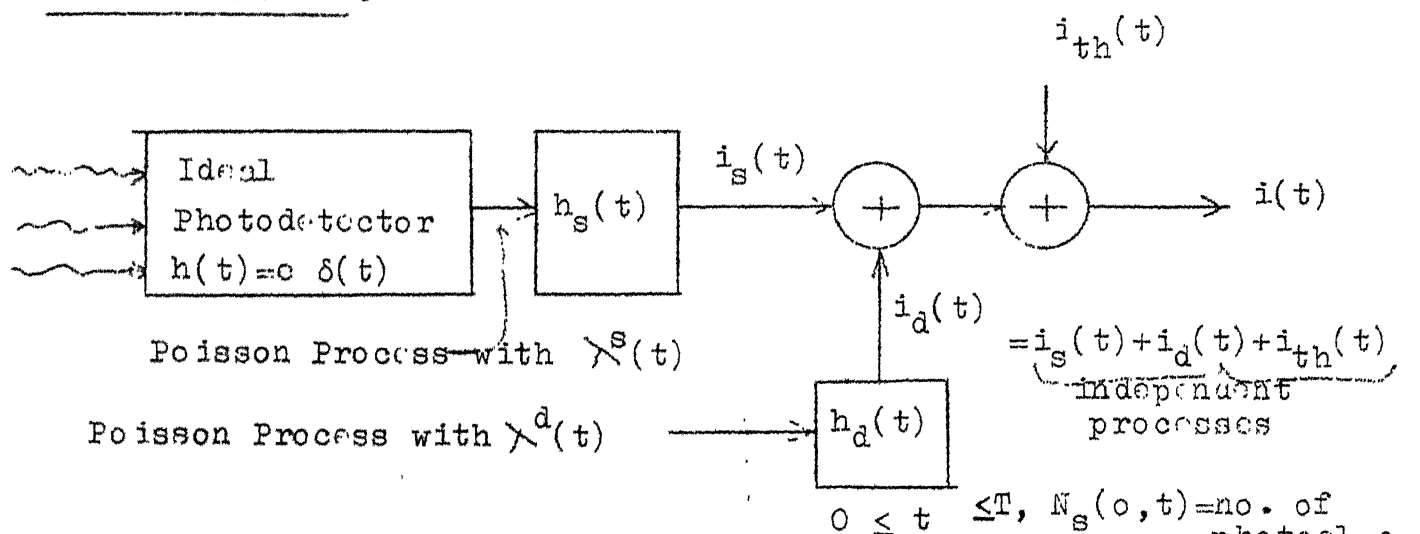 i_th(t)
Ideal
Photodetector
h(t)=e δ(t)
h_s(t)
i_s(t)
+
+
i(t)
i_d(t)
Poisson Process with λ^s(t)
=i_s(t)+i_d(t)+i_th(t)
independent
processes
Poisson Process with λ^d(t)
h_d(t)
0 ≤ t ≤T, N_s(o,t)=no. of